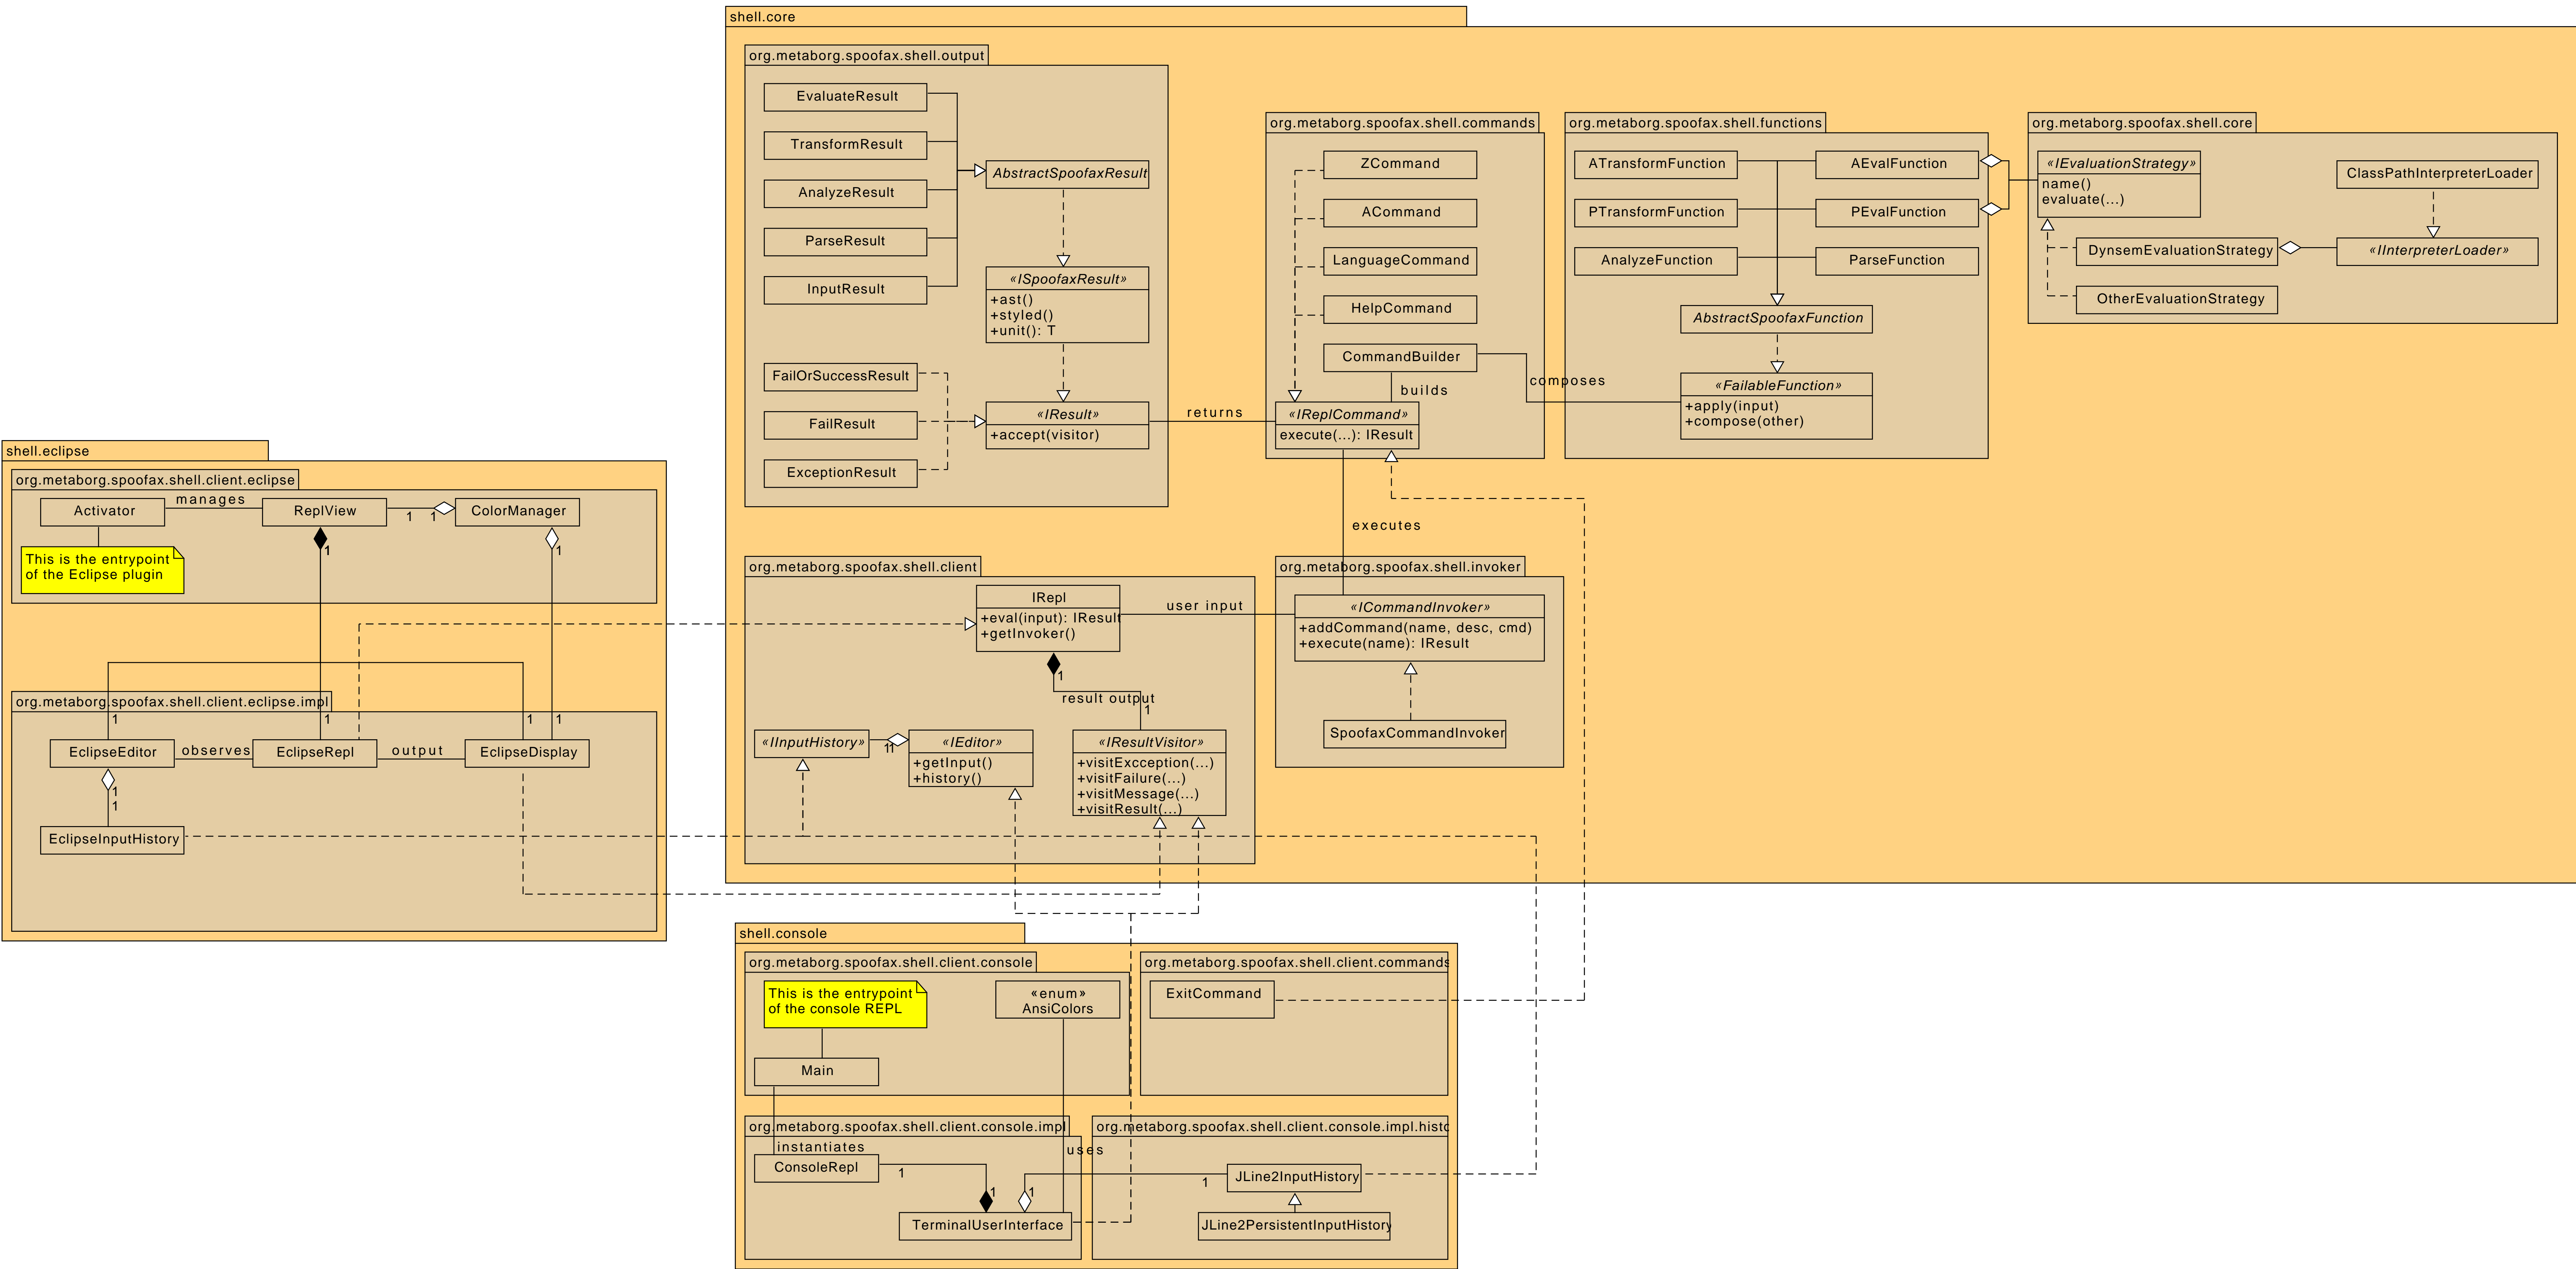 shell.core
org.metaborg.spoofax.shell.output
EvaluateResult
TransformResult
AnalyzeResult
ParseResult
InputResult
AbstractSpoofaxResult
«ISpoofaxResult»
+ast()
+styled()
+unit(): T
FailOrSuccessResult
FailResult
ExceptionResult
«IResult»
+accept(visitor)
returns
org.metaborg.spoofax.shell.commands
ZCommand
ACommand
LanguageCommand
HelpCommand
CommandBuilder
builds
composes
«IReplCommand»
execute(...): IResult
executes
org.metaborg.spoofax.shell.functions
ATransformFunction
AEvalFunction
PTransformFunction
PEvalFunction
AnalyzeFunction
ParseFunction
AbstractSpoofaxFunction
«FailableFunction»
+apply(input)
+compose(other)
org.metaborg.spoofax.shell.core
«IEvaluationStrategy»
name()
evaluate(...)
ClassPathInterpreterLoader
DynsemEvaluationStrategy
«IInterpreterLoader»
OtherEvaluationStrategy
org.metaborg.spoofax.shell.client
IRepl
+eval(input): IResult
+getInvoker()
user input
1
result output
1
«IInputHistory»
1
1
«IEditor»
+getInput()
+history()
«IResultVisitor»
+visitExcception(...)
+visitFailure(...)
+visitMessage(...)
+visitResult(...)
org.metaborg.spoofax.shell.invoker
«ICommandInvoker»
+addCommand(name, desc, cmd)
+execute(name): IResult
SpoofaxCommandInvoker
shell.eclipse
org.metaborg.spoofax.shell.client.eclipse
Activator
manages
ReplView
1
1
ColorManager
1
1
This is the entrypoint
of the Eclipse plugin
org.metaborg.spoofax.shell.client.eclipse.impl
1
1
1
1
EclipseEditor
observes
EclipseRepl
output
EclipseDisplay
1
1
EclipseInputHistory
shell.console
org.metaborg.spoofax.shell.client.console
This is the entrypoint
of the console REPL
«enum»
AnsiColors
Main
org.metaborg.spoofax.shell.client.commands
ExitCommand
org.metaborg.spoofax.shell.client.console.impl
instantiates
uses
ConsoleRepl
1
1
1
TerminalUserInterface
org.metaborg.spoofax.shell.client.console.impl.histo
1
JLine2InputHistory
JLine2PersistentInputHistory